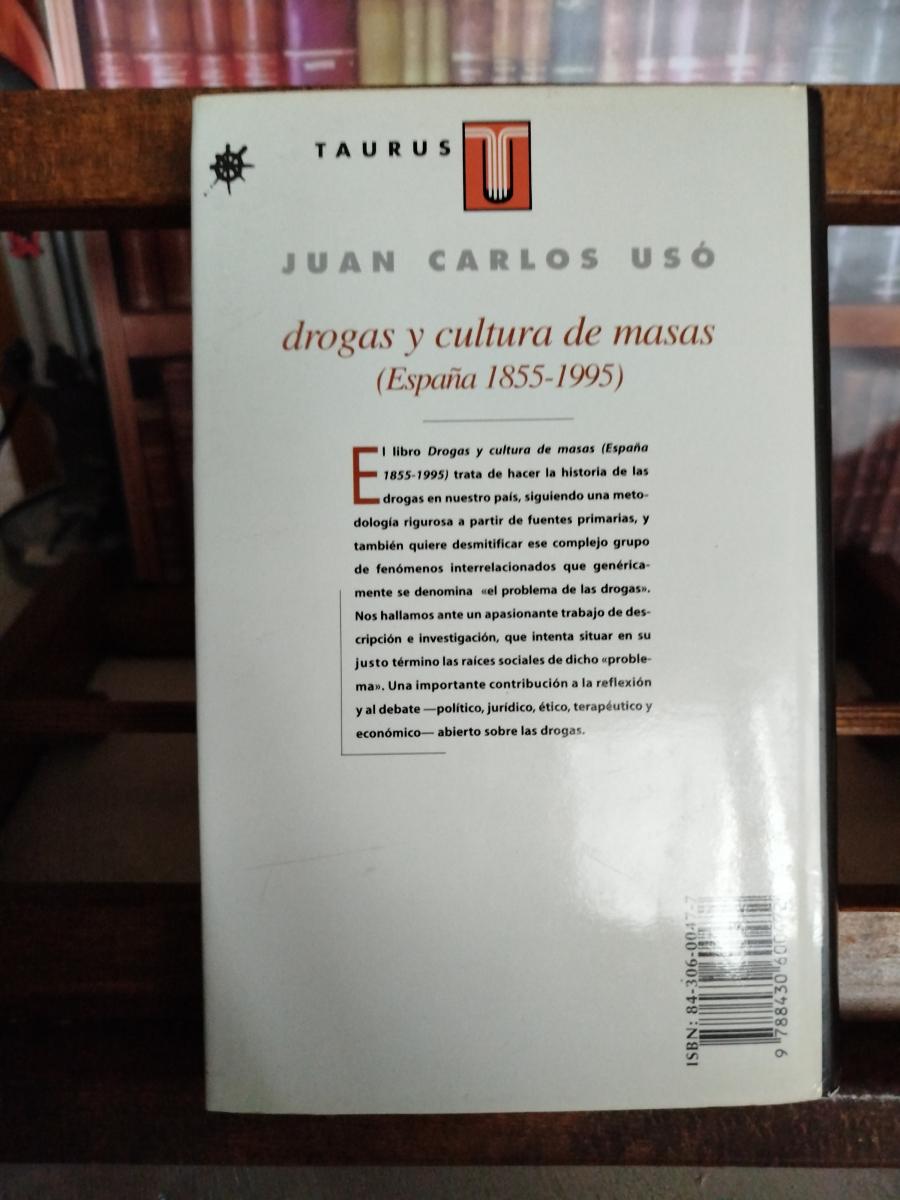 TAURUS
JUAN CARLOS USÓ
drogas y cultura de masas
(España 1855-1995)
El libro Drogas y cultura de masas (España
1855-1995) trata de hacer la historia de las
drogas en nuestro país, siguiendo una meto-
dología rigurosa a partir de fuentes primarias, y
también quiere desmitificar ese complejo grupo
de fenómenos interrelacionados que genérica-
mente se denomina «el problema de las drogas».
Nos hallamos ante un apasionante trabajo de des-
cripción e investigación, que intenta situar en su
justo término las raíces sociales de dicho «proble-
ma». Una importante contribución a la reflexión
y al debate —político, jurídico, ético, terapéutico y
económico— abierto sobre las drogas.
ISBN: 84-306-0047-7